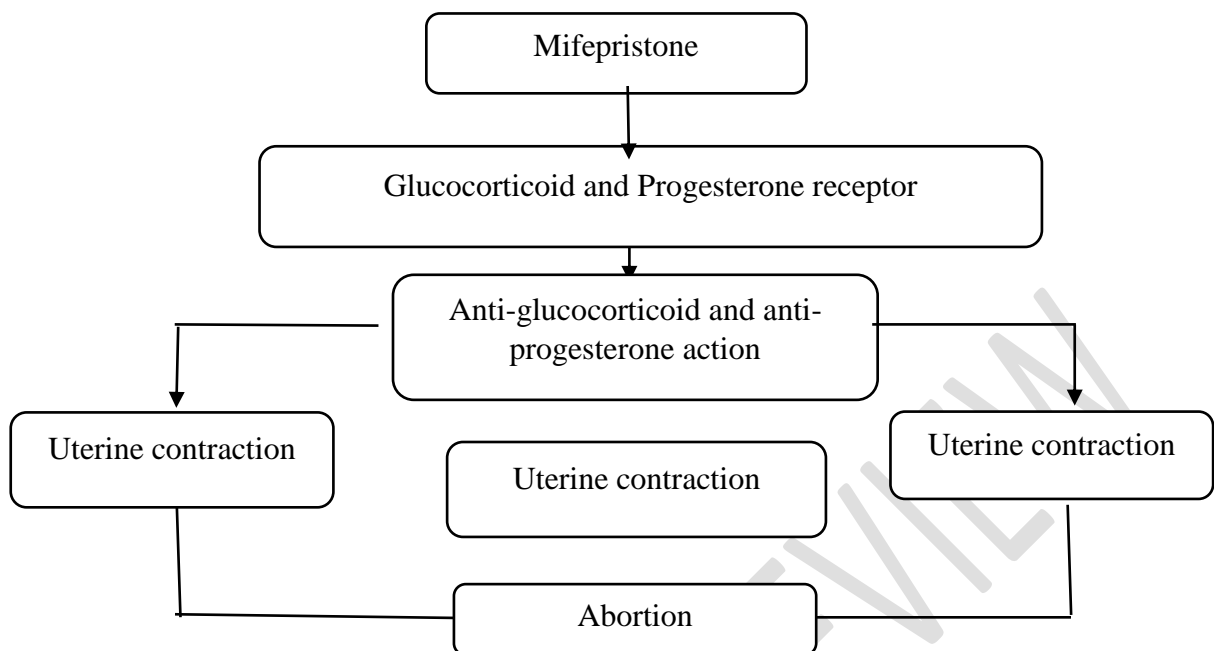 Mifepristone
Glucocorticoid and Progesterone receptor
Anti-glucocorticoid and anti-
progesterone action
Uterine contraction
Uterine contraction
Uterine contraction
Abortion